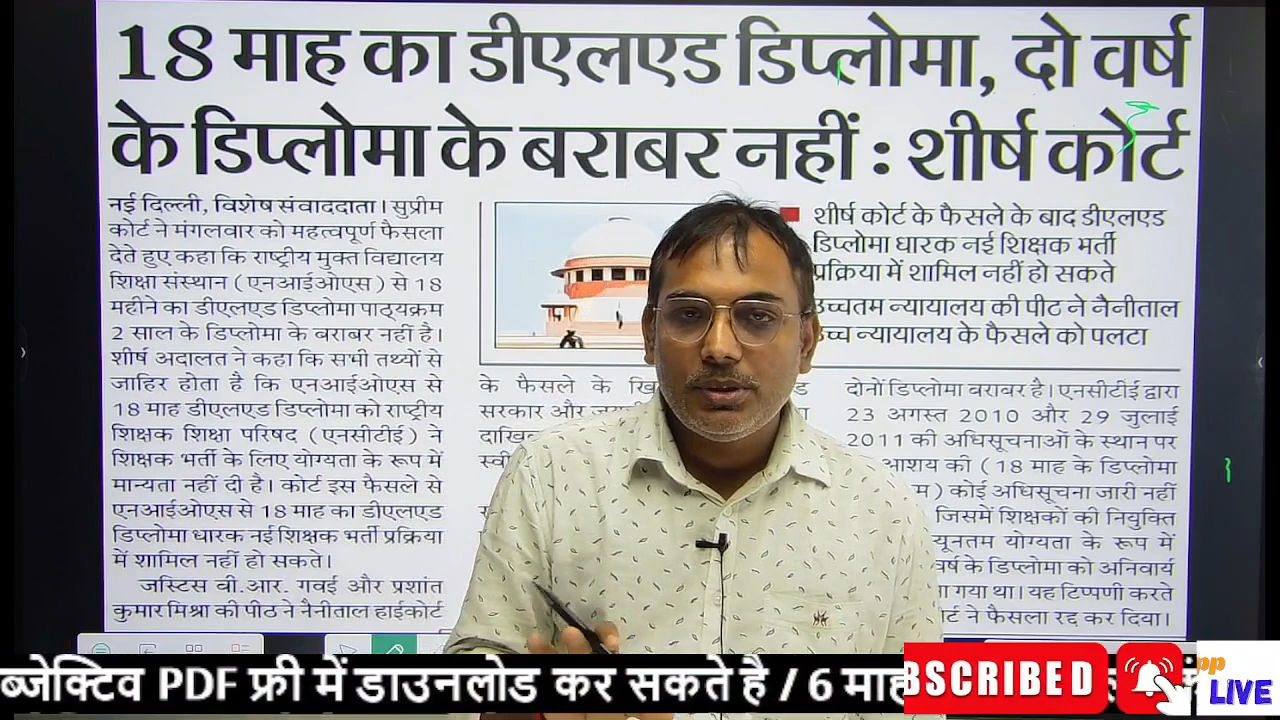 18 माह का डीएलएड डिप्लोमा, दो वर्ष
के डिप्लोमा के बराबर नहीं : शीर्ष कोर्ट
नई दिल्ली, विशेष संवाददाता। सुप्रीम
कोर्ट ने मंगलवार को महत्वपूर्ण फैसला
देते हुए कहा कि राष्ट्रीय मुक्त विद्यालय
शिक्षा संस्थान (एनआईओएस) से 18
महीने का डीएलएड डिप्लोमा पाठ्यक्रम
2 साल के डिप्लोमा के बराबर नहीं है।
शीर्ष अदालत ने कहा कि सभी तथ्यों से
जाहिर होता है कि एनआईओएस से
18 माह डीएलएड डिप्लोमा को राष्ट्रीय
शिक्षक शिक्षा परिषद (एनसीटीई) ने
शिक्षक भर्ती के लिए योग्यता के रूप में
मान्यता नहीं दी है। कोर्ट इस फैसले से
एनआईओएस से 18 माह का डीएलएड
डिप्लोमा धारक नई शिक्षक भर्ती प्रक्रिया
में शामिल नहीं हो सकते।
जस्टिस वी.आर. गवई और प्रशांत
कुमार मिश्रा की पीठ ने नैनीताल हाईकोर्ट
शीर्ष कोर्ट के फैसले के बाद डीएलएड
डिप्लोमा धारक नई शिक्षक भर्ती
प्रक्रिया में शामिल नहीं हो सकते
उच्चतम न्यायालय की पीट ने नैनीताल
उच्च न्यायालय के फैसले को पलटा
के फैसले के
सरकार और
दोनों डिप्लोमा बराबर है। एनसीटीई द्वारा
23 अगस्त 2010 और 29 जुलाई
2011 की अधिसूचनाओं के स्थान पर
आशय की (18 माह के डिप्लोमा
कोई अधिसूचना जारी नहीं
जिसमें शिक्षकों की नियुक्ति
योग्यता के रूप में
वर्ष के डिप्लोमा को अनिवार्य
गया था। यह टिप्पणी करते
ने फैसला रद्द कर दिया।
ब्जेक्टिव PDF फ्री में डाउनलोड कर सकते है / 6 माह
BSCRIBED
pp
LIVE